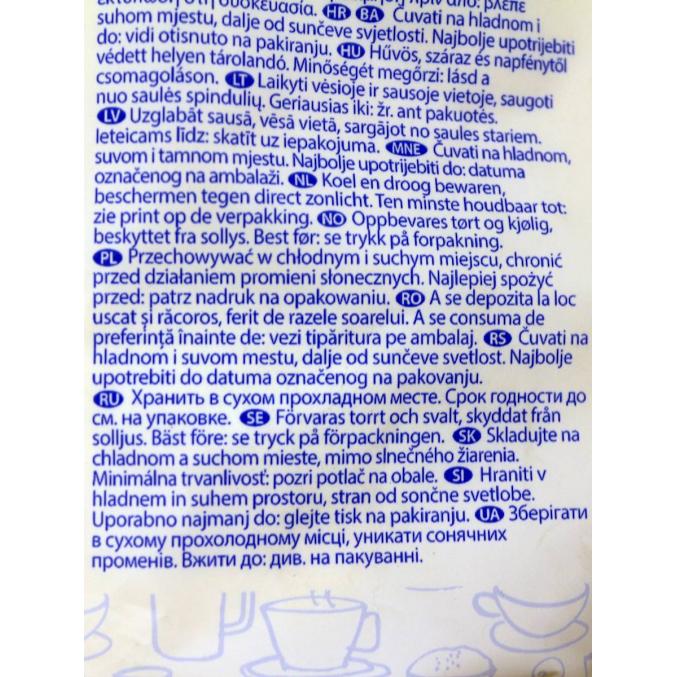 suhom mjestu, dalje od sunčeve svjetlosti. Najbolje upotrijebiti
do: vidi otisnuto na pakiranju. HU Hűvös, száraz és napfénytől
védett helyen tárolandó. Minőségét megőrzi: lásd a
csomagoláson. LT Laikyti vėsioje ir sausoje vietoje, saugoti
nuo saulės spindulių. Geriausias iki: žr. ant pakuotės.
LV Uzglabāt sausā, vēsā vietā, sargājot no saules stariem.
Ieteicams līdz: skatīt uz iepakojuma. MNE Čuvati na hladnom,
suvom i tamnom mjestu. Najbolje upotrijebiti do: datuma
označenog na ambalaži. NL Koel en droog bewaren,
beschermen tegen direct zonlicht. Ten minste houdbaar tot:
zie print op de verpakking. NO Oppbevares tørt og kjølig,
beskyttet fra sollys. Best før: se trykk på forpakning.
PL Przechowywać w chłodnym i suchym miejscu, chronić
przed działaniem promieni słonecznych. Najlepiej spożyć
przed: patrz nadruk na opakowaniu. RO A se depozita la loc
uscat și răcoros, ferit de razele soarelui. A se consuma de
preferință înainte de: vezi tipăritura pe ambalaj. RS Čuvati na
hladnom i suvom mestu, dalje od sunčeve svetlost. Najbolje
upotrebiti do datuma označenog na pakovanju.
RU Хранить в сухом прохладном месте. Срок годности до
см. на упаковке. SE Förvaras torrt och svalt, skyddat från
solljus. Bäst före: se tryck på förpackningen. SK Skladujte na
chladnom a suchom mieste, mimo slnečného žiarenia.
Minimálna trvanlivosť: pozri potlač na obale. SI Hraniti v
hladnem in suhem prostoru, stran od sončne svetlobe.
Uporabno najmanj do: glejte tisk na pakiranju. UA Зберігати
в сухому прохолодному місці, уникати сонячних
променів. Вжити до: див. на пакуванні.